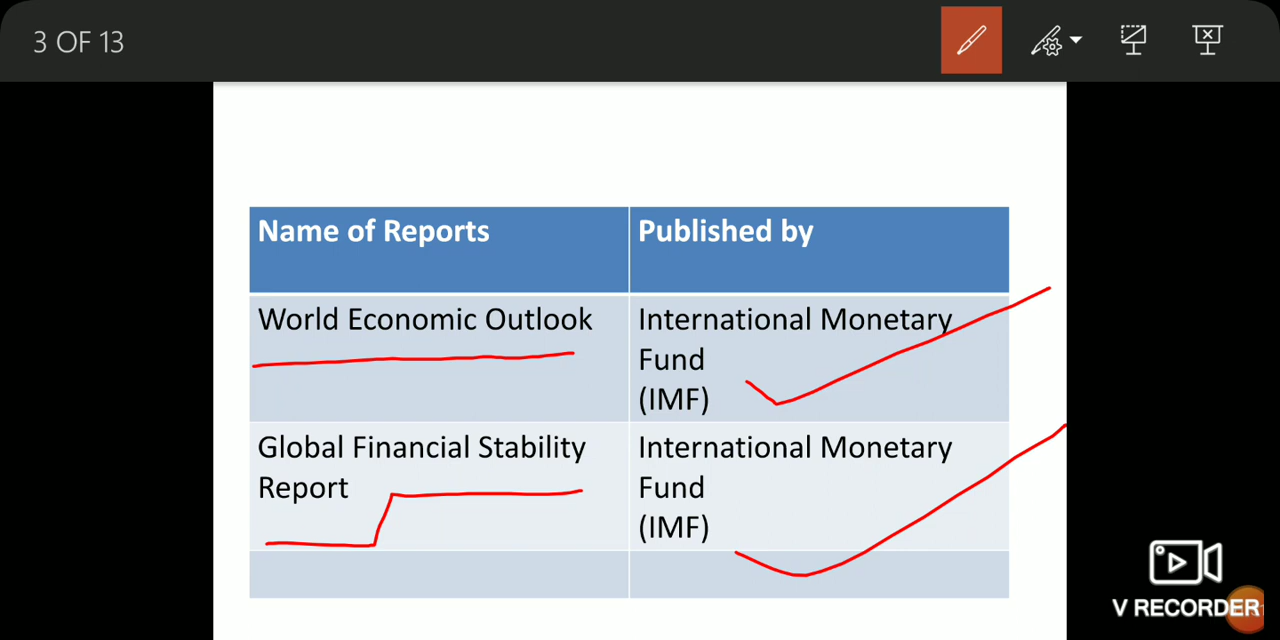 3 OF 13
Name of Reports
Published by
World Economic Outlook
International Monetary
Fund
(IMF)
Global Financial Stability
Report
International Monetary
Fund
(IMF)
V RECORDER